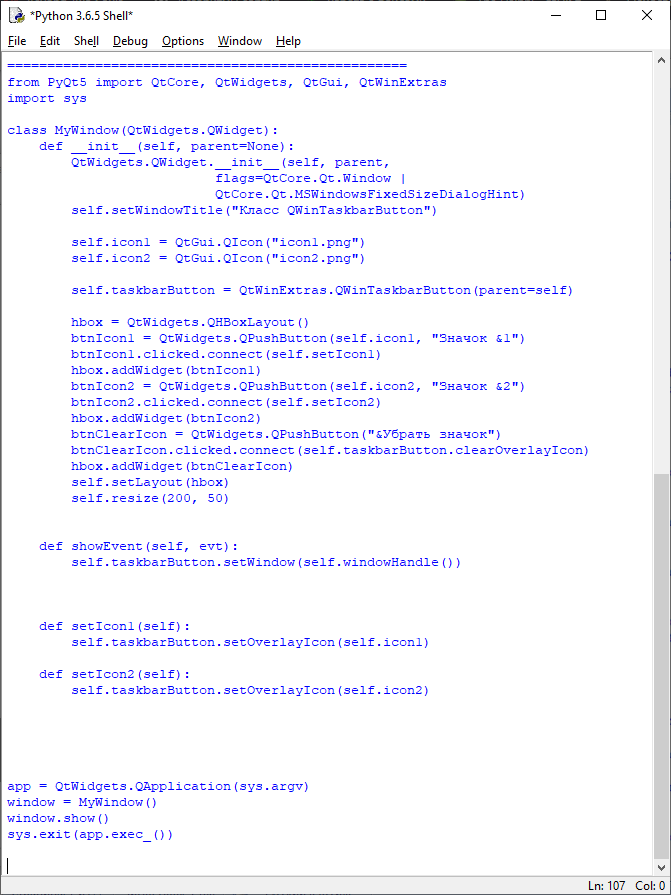 *Python 3.6.5 Shell*
File Edit Shell Debug Options Window Help
==================================================
from PyQt5 import QtCore, QtWidgets, QtGui, QtWinExtras
import sys
class MyWindow(QtWidgets.QWidget):
    def __init__(self, parent=None):
        QtWidgets.QWidget.__init__(self, parent,
                          flags=QtCore.Qt.Window |
                          QtCore.Qt.MSWindowsFixedSizeDialogHint)
        self.setWindowTitle("Класс QWinTaskbarButton")
        self.icon1 = QtGui.QIcon("icon1.png")
        self.icon2 = QtGui.QIcon("icon2.png")
        self.taskbarButton = QtWinExtras.QWinTaskbarButton(parent=self)
        hbox = QtWidgets.QHBoxLayout()
        btnIcon1 = QtWidgets.QPushButton(self.icon1, "Значок &1")
        btnIcon1.clicked.connect(self.setIcon1)
        hbox.addWidget(btnIcon1)
        btnIcon2 = QtWidgets.QPushButton(self.icon2, "Значок &2")
        btnIcon2.clicked.connect(self.setIcon2)
        hbox.addWidget(btnIcon2)
        btnClearIcon = QtWidgets.QPushButton("&Убрать значок")
        btnClearIcon.clicked.connect(self.taskbarButton.clearOverlayIcon)
        hbox.addWidget(btnClearIcon)
        self.setLayout(hbox)
        self.resize(200, 50)
    def showEvent(self, evt):
        self.taskbarButton.setWindow(self.windowHandle())
    def setIcon1(self):
        self.taskbarButton.setOverlayIcon(self.icon1)
    def setIcon2(self):
        self.taskbarButton.setOverlayIcon(self.icon2)
app = QtWidgets.QApplication(sys.argv)
window = MyWindow()
window.show()
sys.exit(app.exec_())
Ln: 107 Col: 0